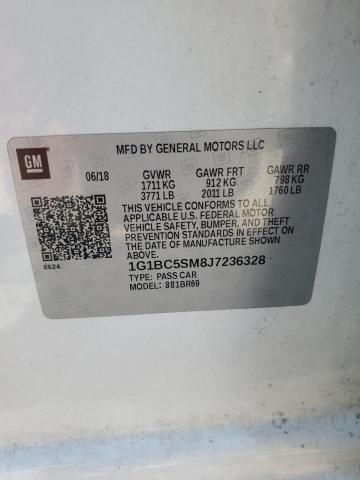 GM
MFD BY GENERAL MOTORS LLC
06/18 GVWR GAWR FRT GAWR RR
1711 KG 912 KG 798 KG
3771 LB 2011 LB 1760 LB
THIS VEHICLE CONFORMS TO ALL
APPLICABLE U.S. FEDERAL MOTOR
VEHICLE SAFETY, BUMPER, AND THEFT
PREVENTION STANDARDS IN EFFECT ON
THE DATE OF MANUFACTURE SHOWN
ABOVE.
8624
1G1BC5SM8J7236328
TYPE: PASS CAR
MODEL: 881BR69